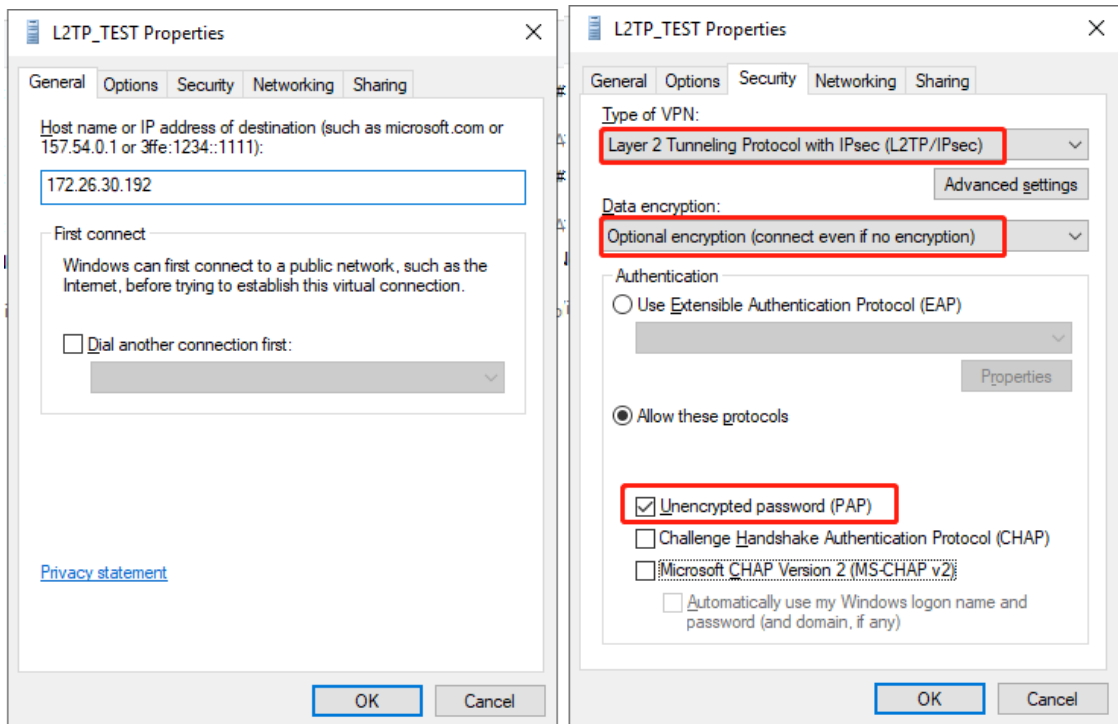 L2TP_TEST Properties
General
Options
Security
Networking
Sharing
Host name or IP address of destination (such as microsoft.com or
157.54.0.1 or 3ffe:1234::1111):
172.26.30.192
First connect
Windows can first connect to a public network, such as the
Internet, before trying to establish this virtual connection.
Dial another connection first:
Privacy statement
OK
Cancel
L2TP_TEST Properties
General
Options
Security
Networking
Sharing
Type of VPN:
Layer 2 Tunneling Protocol with IPsec (L2TP/IPsec)
Advanced settings
Data encryption:
Optional encryption (connect even if no encryption)
Authentication
Use Extensible Authentication Protocol (EAP)
Properties
Allow these protocols
Unencrypted password (PAP)
Challenge Handshake Authentication Protocol (CHAP)
Microsoft CHAP Version 2 (MS-CHAP v2)
Automatically use my Windows logon name and
password (and domain, if any)
OK
Cancel